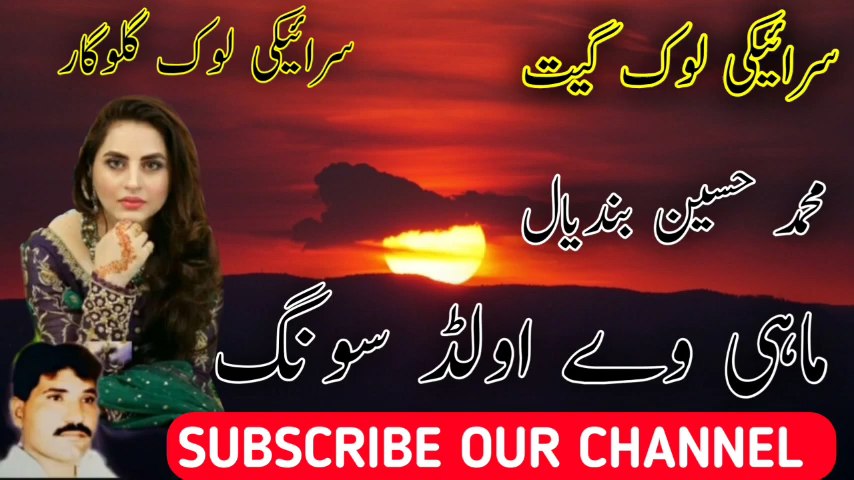 سرائیکی لوک گیت
سرائیکی لوک گلوگار
محمد حسین بندیال
ماہی وے اولڈ سونگ
SUBSCRIBE OUR CHANNEL